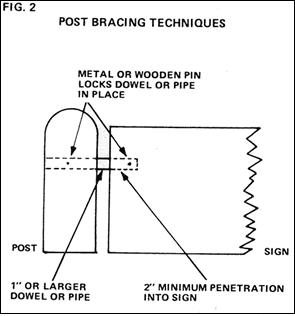 FIG. 2
POST BRACING TECHNIQUES
METAL OR WOODEN PIN
LOCKS DOWEL OR PIPE
IN PLACE
POST
SIGN
1" OR LARGER
DOWEL OR PIPE
2" MINIMUM PENETRATION
INTO SIGN